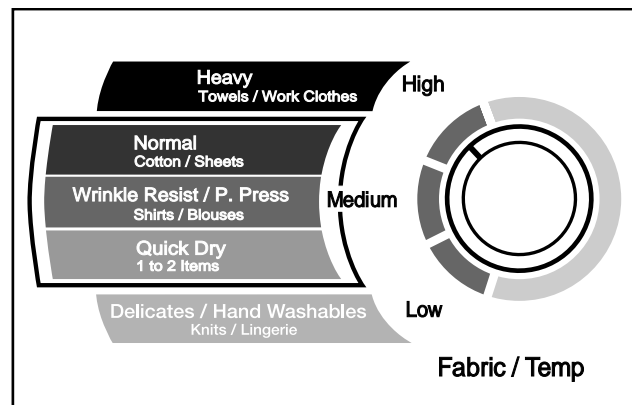 Heavy
Towels / Work Clothes
High
Normal
Cotton / Sheets
Wrinkle Resist / P. Press
Shirts / Blouses
Medium
Quick Dry
1 to 2 Items
Delicates / Hand Washables
Knits / Lingerie
Low
Fabric / Temp